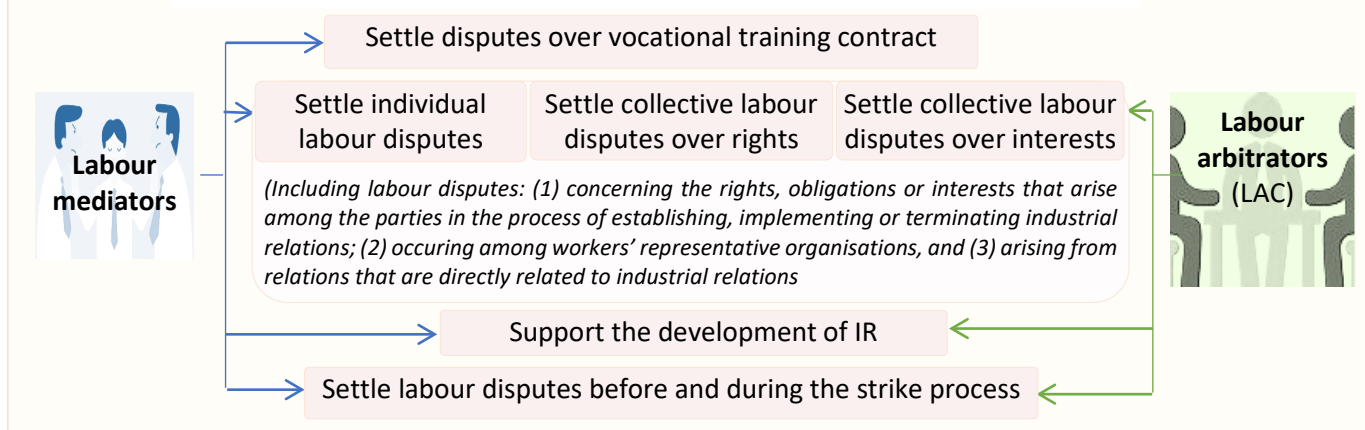 Settle disputes over vocational training contract
Labour
mediators
Settle individual
labour disputes
Settle collective labour
disputes over rights
Settle collective labour
disputes over interests
Labour
arbitrators
(LAC)
(Including labour disputes: (1) concerning the rights, obligations or interests that arise
among the parties in the process of establishing, implementing or terminating industrial
relations; (2) occuring among workers’ representative organisations, and (3) arising from
relations that are directly related to industrial relations
Support the development of IR
Settle labour disputes before and during the strike process